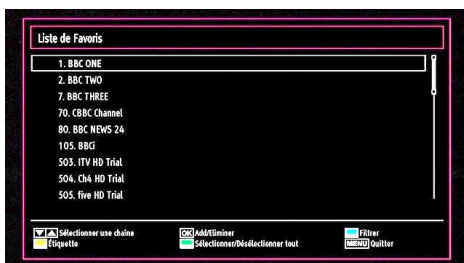 Liste de Favoris
1. BBC ONE
2. BBC TWO
7. BBC THREE
70. CBBC Channel
80. BBC NEWS 24
105. BBCi
503. ITV HD Trial
504. Ch4 HD Trial
505. five HD Trial
Sélectionner une chaîne OK Add/Eliminer Filtrer
Étiquette Sélectionner/Désélectionner tout MENU Quitter